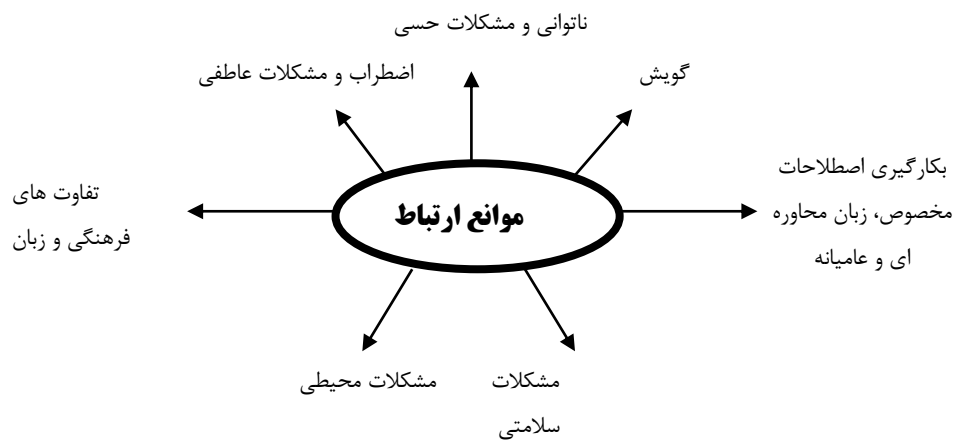 ناتوانی و مشکلات حسی
گویش
اضطراب و مشکلات عاطفی
بکارگیری اصطلاحات
مخصوص، زبان محاوره
ای و عامیانه
موانع ارتباط
تفاوت های
فرهنگی و زبان
مشکلات
سلامتی
مشکلات محیطی